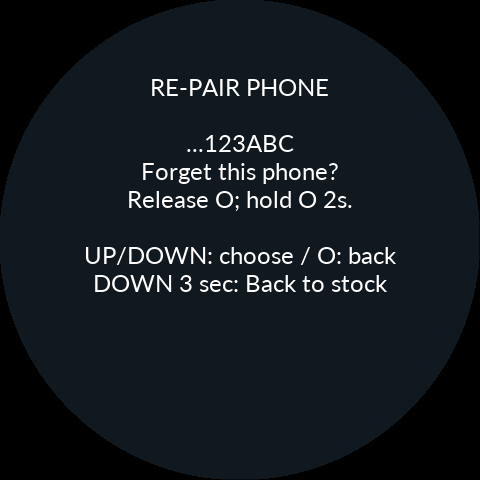 RE-PAIR PHONE
...123ABC
Forget this phone?
Release O; hold O 2s.
UP/DOWN: choose / O: back
DOWN 3 sec: Back to stock